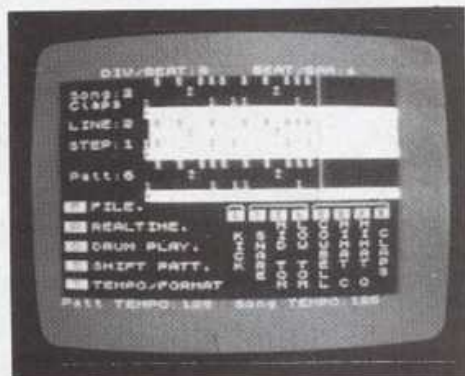 DIV/BEAT:8 BEAT/BAR:4
Song:2
Claps
LINE:2
STEP:1
Patt:6
FILE.
REALTIME.
DRUM PLAY.
SHIFT PATT.
TEMPO/FORMAT
KICK
SNARE
MID TOM
LOW TOM
COWBELL
HIHAT C
HIHAT O
CLAPS
Patt TEMPO:125 Song TEMPO:125